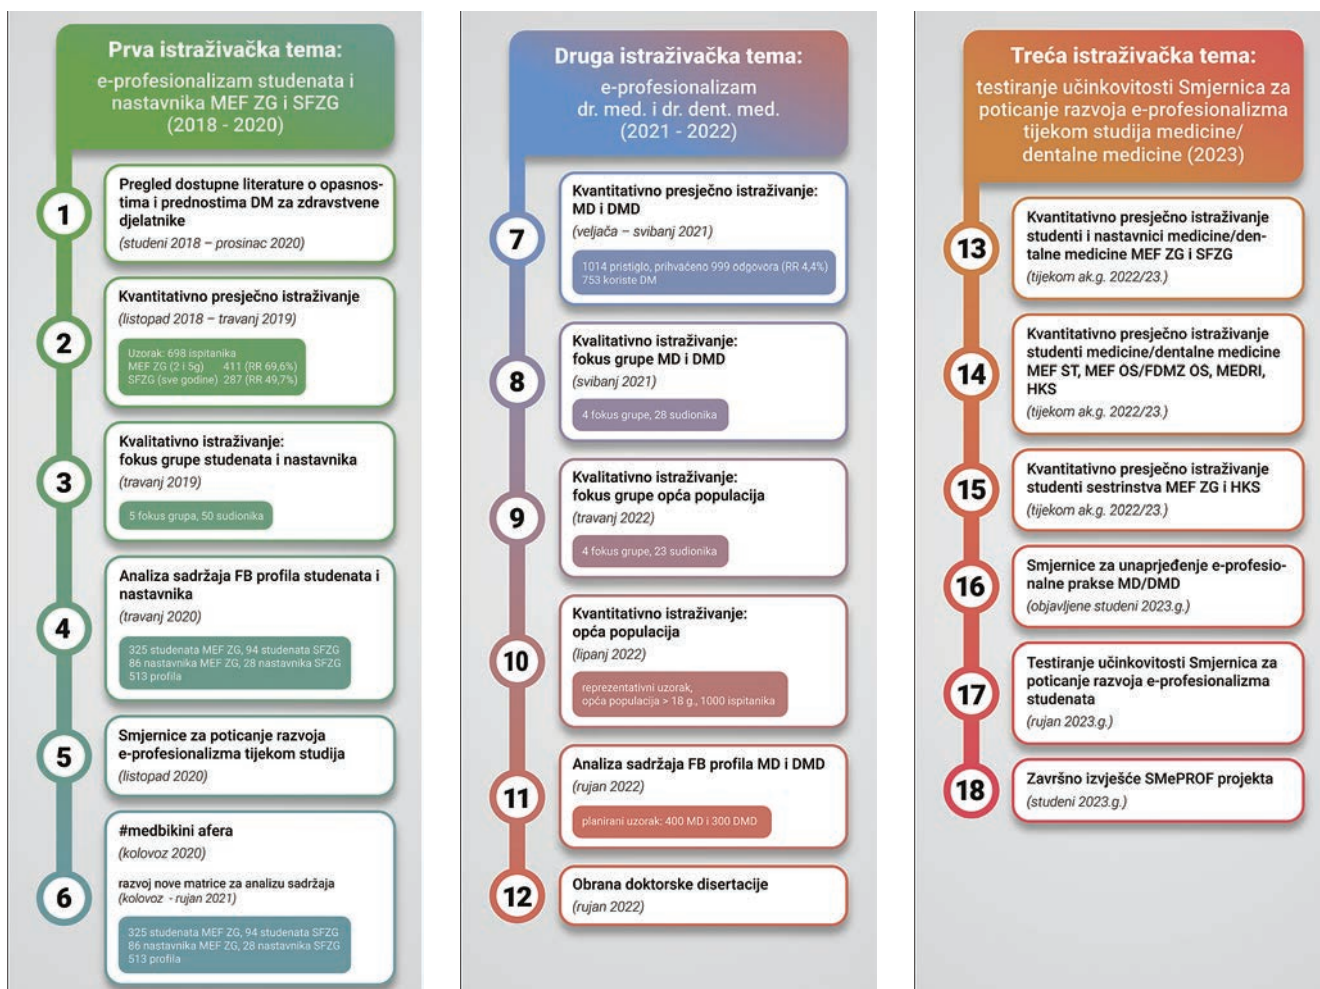 Prva istraživačka tema:
e-profesionalizam studenata i
nastavnika MEF ZG i SFZG
(2018 - 2020)
1
Pregled dostupne literature o opasnos-
tima i prednostima DM za zdravstvene
djelatnike
(studeni 2018 – prosinac 2020)
2
Kvantitativno presječno istraživanje
(listopad 2018 – travanj 2019)
Uzorak: 698 ispitanika
MEF ZG (2 i 5g) 411 (RR 69,6%)
SFZG (sve godine) 287 (RR 49,7%)
3
Kvalitativno istraživanje:
fokus grupe studenata i nastavnika
(travanj 2019)
5 fokus grupa, 50 sudionika
4
Analiza sadržaja FB profila studenata i
nastavnika
(travanj 2020)
325 studenata MEF ZG, 94 studenata SFZG
86 nastavnika MEF ZG, 28 nastavnika SFZG
513 profila
5
Smjernice za poticanje razvoja
e-profesionalizma tijekom studija
(listopad 2020)
6
#medbikini afera
(kolovoz 2020)
razvoj nove matrice za analizu sadržaja
(kolovoz - rujan 2021)
325 studenata MEF ZG, 94 studenata SFZG
86 nastavnika MEF ZG, 28 nastavnika SFZG
513 profila
Druga istraživačka tema:
e-profesionalizam
dr. med. i dr. dent. med.
(2021 - 2022)
7
Kvantitativno presječno istraživanje:
MD i DMD
(veljača – svibanj 2021)
1014 pristiglo, prihvaćeno 999 odgovora (RR 4,4%)
753 koriste DM
8
Kvalitativno istraživanje:
fokus grupe MD i DMD
(svibanj 2021)
4 fokus grupe, 28 sudionika
9
Kvalitativno istraživanje:
fokus grupe opća populacija
(travanj 2022)
4 fokus grupe, 23 sudionika
10
Kvantitativno istraživanje:
opća populacija
(lipanj 2022)
reprezentativni uzorak,
opća populacija > 18 g., 1000 ispitanika
11
Analiza sadržaja FB profila MD i DMD
(rujan 2022)
planirani uzorak: 400 MD i 300 DMD
12
Obrana doktorske disertacije
(rujan 2022)
Treća istraživačka tema:
testiranje učinkovitosti Smjernica za
poticanje razvoja e-profesionalizma
tijekom studija medicine/
dentalne medicine (2023)
13
Kvantitativno presječno istraživanje
studenti i nastavnici medicine/den-
talne medicine MEF ZG i SFZG
(tijekom ak.g. 2022/23.)
14
Kvantitativno presječno istraživanje
studenti medicine/dentalne medicine
MEF ST, MEF OS/FDMZ OS, MEDRI,
HKS
(tijekom ak.g. 2022/23.)
15
Kvantitativno presječno istraživanje
studenti sestrinstva MEF ZG i HKS
(tijekom ak.g. 2022/23.)
16
Smjernice za unaprjeđenje e-profesio-
nalne prakse MD/DMD
(objavljene studeni 2023.g.)
17
Testiranje učinkovitosti Smjernica za
poticanje razvoja e-profesionalizma
studenata
(rujan 2023.g.)
18
Završno izvješće SMePROF projekta
(studeni 2023.g.)